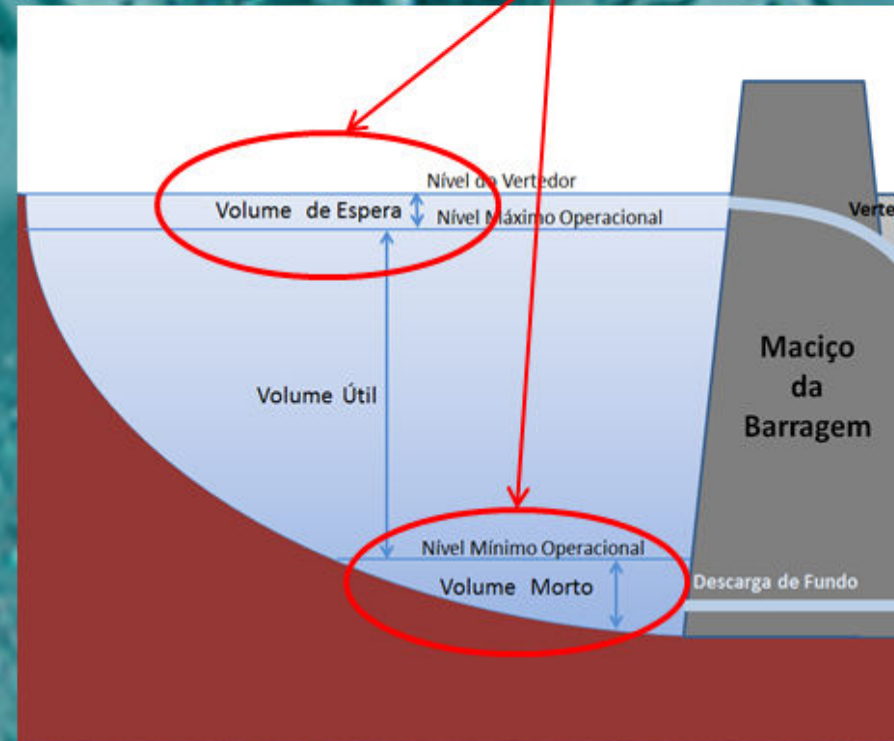 Nível do Vertedor
Volume de Espera
Nível Máximo Operacional
Verte
Maciço
da
Barragem
Volume Útil
Nível Mínimo Operacional
Volume Morto
Descarga de Fundo